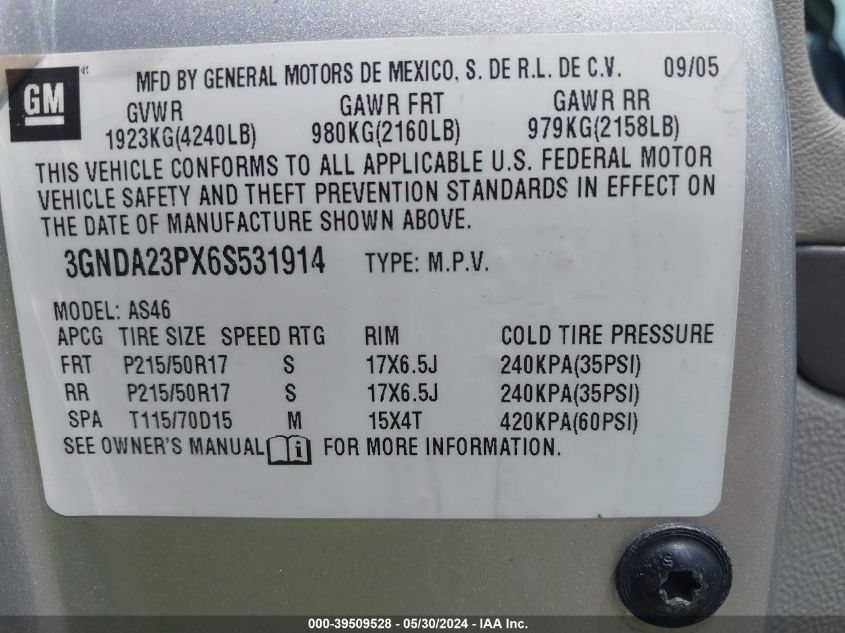 GM ®
MFD BY GENERAL MOTORS DE MEXICO, S. DE R.L. DE C.V. 09/05
GVWR GAWR FRT GAWR RR
1923KG(4240LB) 980KG(2160LB) 979KG(2158LB)
THIS VEHICLE CONFORMS TO ALL APPLICABLE U.S. FEDERAL MOTOR
VEHICLE SAFETY AND THEFT PREVENTION STANDARDS IN EFFECT ON
THE DATE OF MANUFACTURE SHOWN ABOVE.
3GNDA23PX6S531914 TYPE: M.P.V.
MODEL: AS46
APCG TIRE SIZE SPEED RTG RIM COLD TIRE PRESSURE
FRT P215/50R17 S 17X6.5J 240KPA(35PSI)
RR P215/50R17 S 17X6.5J 240KPA(35PSI)
SPA T115/70D15 M 15X4T 420KPA(60PSI)
SEE OWNER'S MANUAL i FOR MORE INFORMATION.
000-39509528 - 05/30/2024 - IAA Inc.